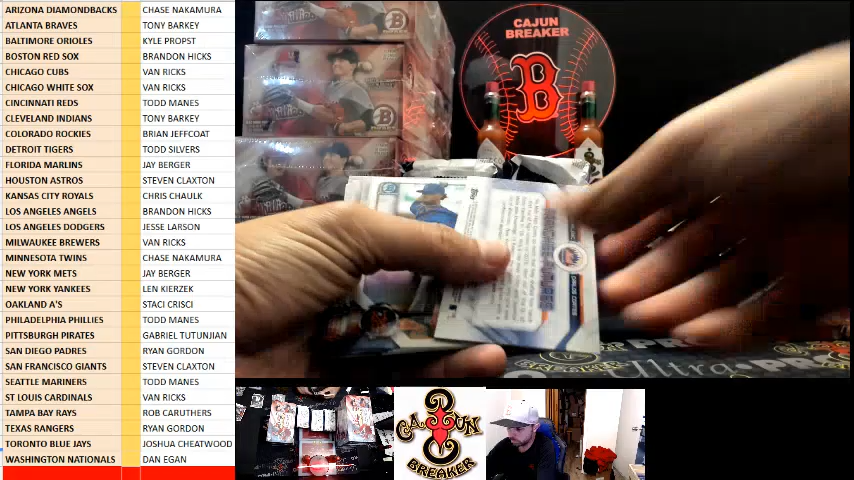 ARIZONA DIAMONDBACKS CHASE NAKAMURA
ATLANTA BRAVES TONY BARKEY
BALTIMORE ORIOLES KYLE PROPST
BOSTON RED SOX BRANDON HICKS
CHICAGO CUBS VAN RICKS
CHICAGO WHITE SOX VAN RICKS
CINCINNATI REDS TODD MANES
CLEVELAND INDIANS TONY BARKEY
COLORADO ROCKIES BRIAN JEFFCOAT
DETROIT TIGERS TODD SILVERS
FLORIDA MARLINS JAY BERGER
HOUSTON ASTROS STEVEN CLAXTON
KANSAS CITY ROYALS CHRIS CHAULK
LOS ANGELES ANGELS BRANDON HICKS
LOS ANGELES DODGERS JESSE LARSON
MILWAUKEE BREWERS VAN RICKS
MINNESOTA TWINS CHASE NAKAMURA
NEW YORK METS JAY BERGER
NEW YORK YANKEES LEN KIERZEK
OAKLAND A'S STACI CRISCI
PHILADELPHIA PHILLIES TODD MANES
PITTSBURGH PIRATES GABRIEL TUTUNJIAN
SAN DIEGO PADRES RYAN GORDON
SAN FRANCISCO GIANTS STEVEN CLAXTON
SEATTLE MARINERS TODD MANES
ST LOUIS CARDINALS VAN RICKS
TAMPA BAY RAYS ROB CARUTHERS
TEXAS RANGERS RYAN GORDON
TORONTO BLUE JAYS JOSHUA CHEATWOOD
WASHINGTON NATIONALS DAN EGAN
CAJUN
BREAKER
B
Ultra PRO
CAJUN
BREAKER